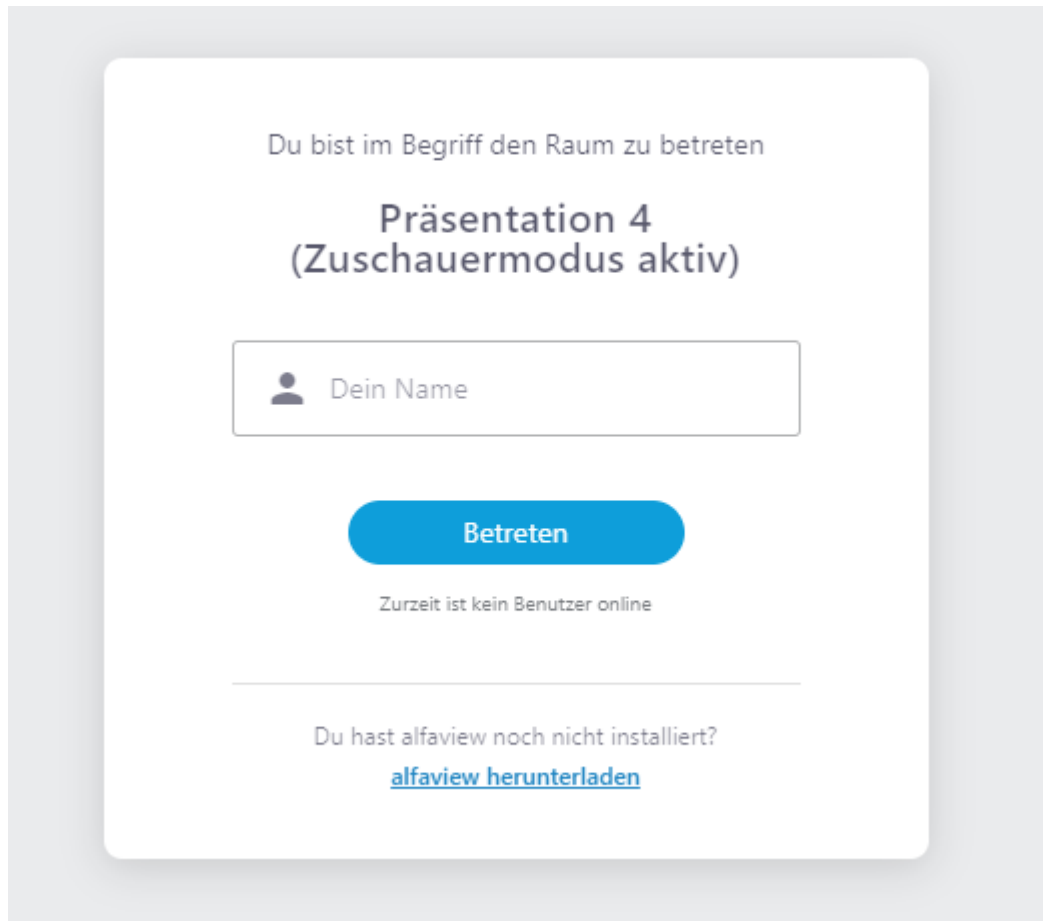 Du bist im Begriff den Raum zu betreten
Präsentation 4
(Zuschauermodus aktiv)
Dein Name
Betreten
Zurzeit ist kein Benutzer online
Du hast alfaview noch nicht installiert?
alfaview herunterladen